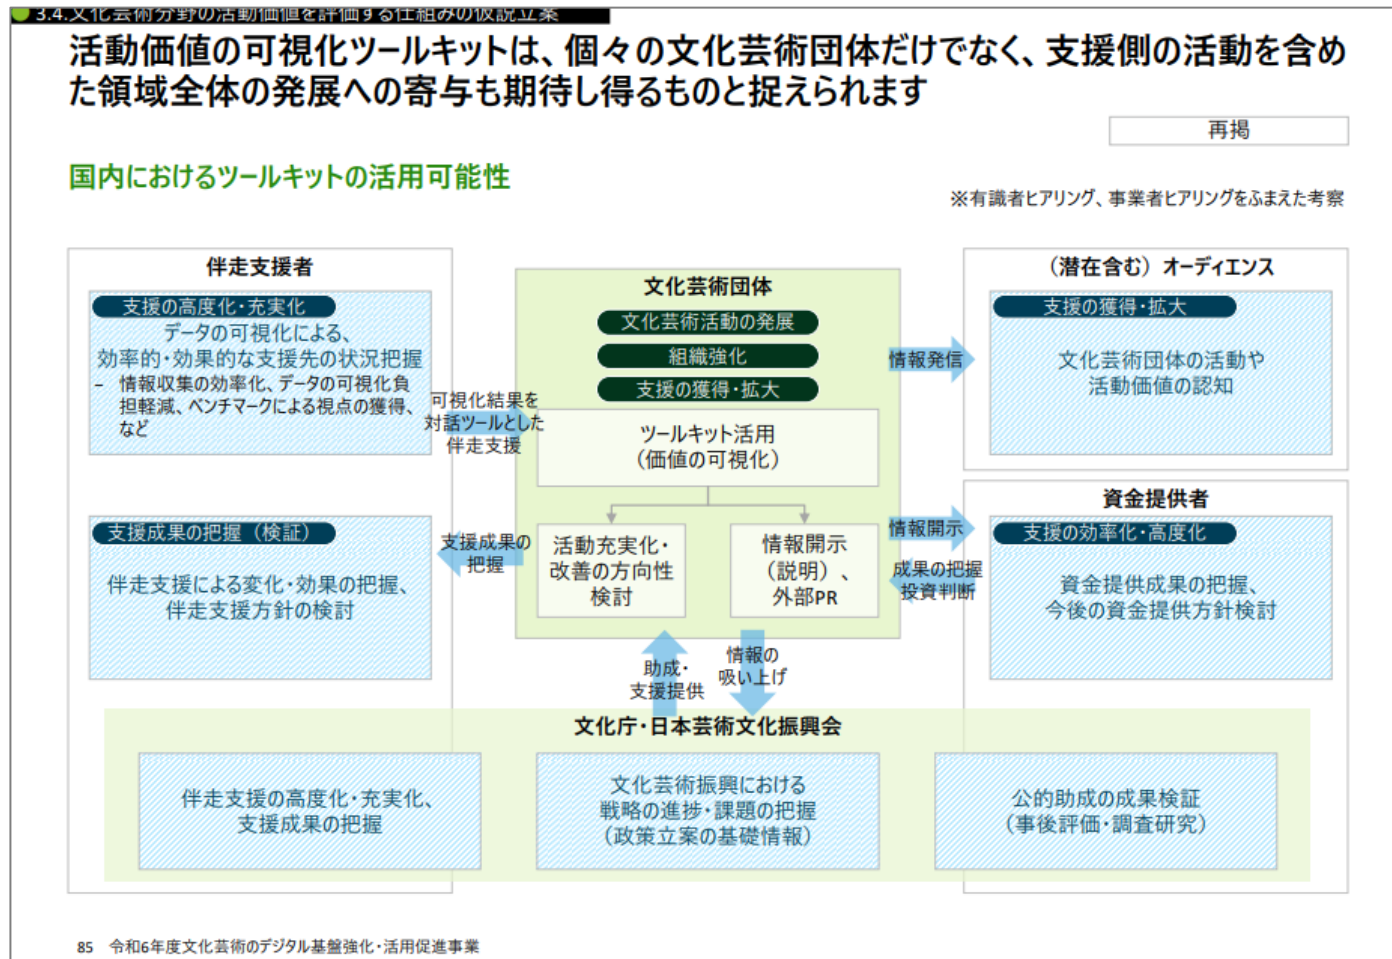 3.4.文化芸術分野の活動価値を評価する仕組みの仮説立案
活動価値の可視化ツールキットは、個々の文化芸術団体だけでなく、支援側の活動を含め
た領域全体の発展への寄与も期待し得るものと捉えられます
再掲
国内におけるツールキットの活用可能性
※有識者ヒアリング、事業者ヒアリングをふまえた考察
伴走支援者
支援の高度化・充実化
データの可視化による、
効率的・効果的な支援先の状況把握
– 情報収集の効率化、データの可視化負
担軽減、ベンチマークによる視点の獲得、
など
可視化結果を
対話ツールとした
伴走支援
支援成果の把握（検証）
伴走支援による変化・効果の把握、
伴走支援方針の検討
支援成果の
把握
文化芸術団体
文化芸術活動の発展
組織強化
支援の獲得・拡大
ツールキット活用
（価値の可視化）
活動充実化・
改善の方向性
検討
情報開示
（説明）、
外部PR
情報発信
（潜在含む）オーディエンス
支援の獲得・拡大
文化芸術団体の活動や
活動価値の認知
情報開示
成果の把握
投資判断
資金提供者
支援の効率化・高度化
資金提供成果の把握、
今後の資金提供方針検討
助成・
支援提供
情報の
吸い上げ
文化庁・日本芸術文化振興会
伴走支援の高度化・充実化、
支援成果の把握
文化芸術振興における
戦略の進捗・課題の把握
（政策立案の基礎情報）
公的助成の成果検証
（事後評価・調査研究）
85 令和6年度文化芸術のデジタル基盤強化・活用促進事業